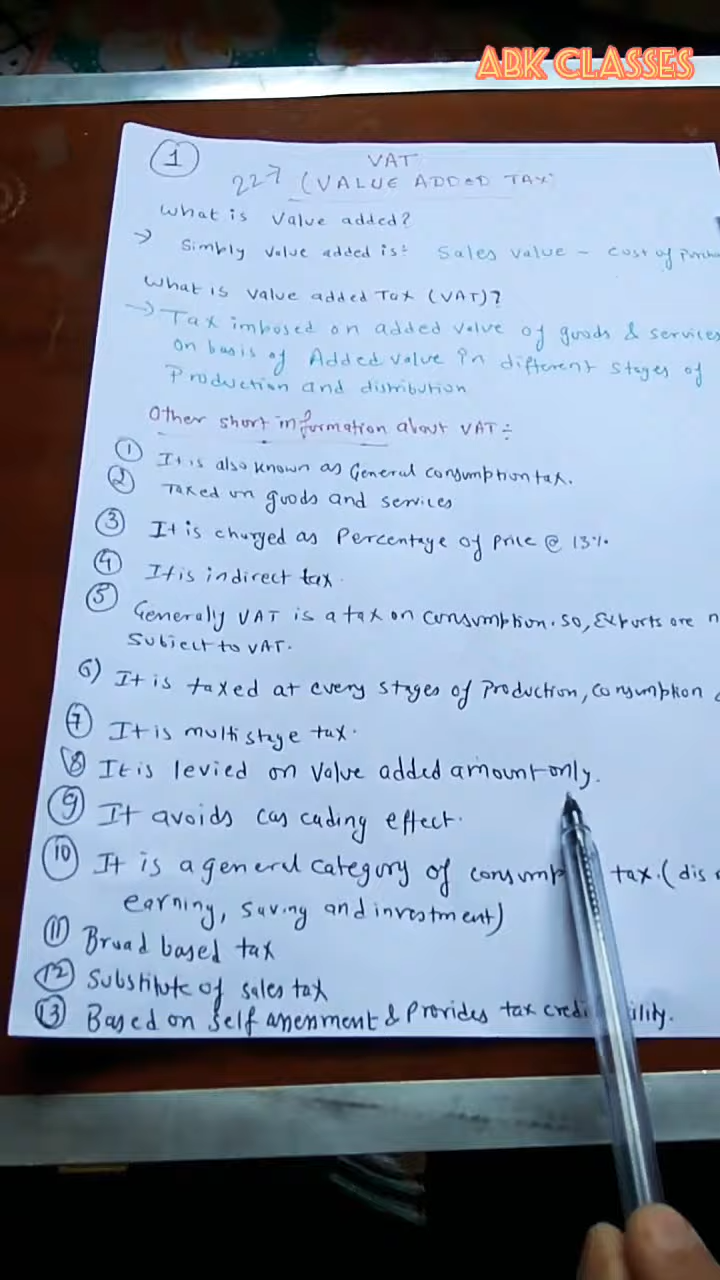 ABK CLASSES
1
VAT
227 (VALUE ADDED TAX)
What is Value added?
→ Simply value added is:- Sales value - cost of purcha
What is value added Tax (VAT)?
→ Tax imbosed on added value of goods & services
on basis of Added value in different stages of
Production and distribution
Other short information about VAT:-
1 It is also known as General consumption tax.
2 Taxed on goods and services
3 It is charged as Percentage of price @ 13%
4 It is indirect tax.
5 Generaly VAT is a tax on consumption. so, Exports are n
Subject to VAT.
6) It is taxed at every stages of production, consumption
7 It is multistage tax.
8 It is levied on value added amount only.
9 It avoids cascading effect.
10 It is a general category of consump tax. (dis
earning, saving and investment)
11 Broad based tax
12 Substitute of sales tax
13 Based on self assessment & Provides tax credi ility.